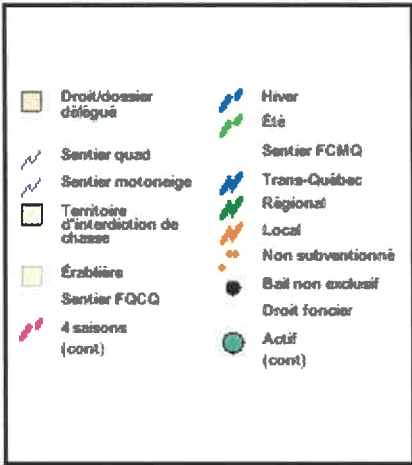 Droit/dossier
délégué
Sentier quad
Sentier motoneige
Territoire
d'interdiction de
chasse
Érablière
Sentier FQCQ
4 saisons
(cont)
Hiver
Été
Sentier FCMQ
Trans-Québec
Régional
Local
Non subventionné
Bail non exclusif
Droit foncier
Actif
(cont)